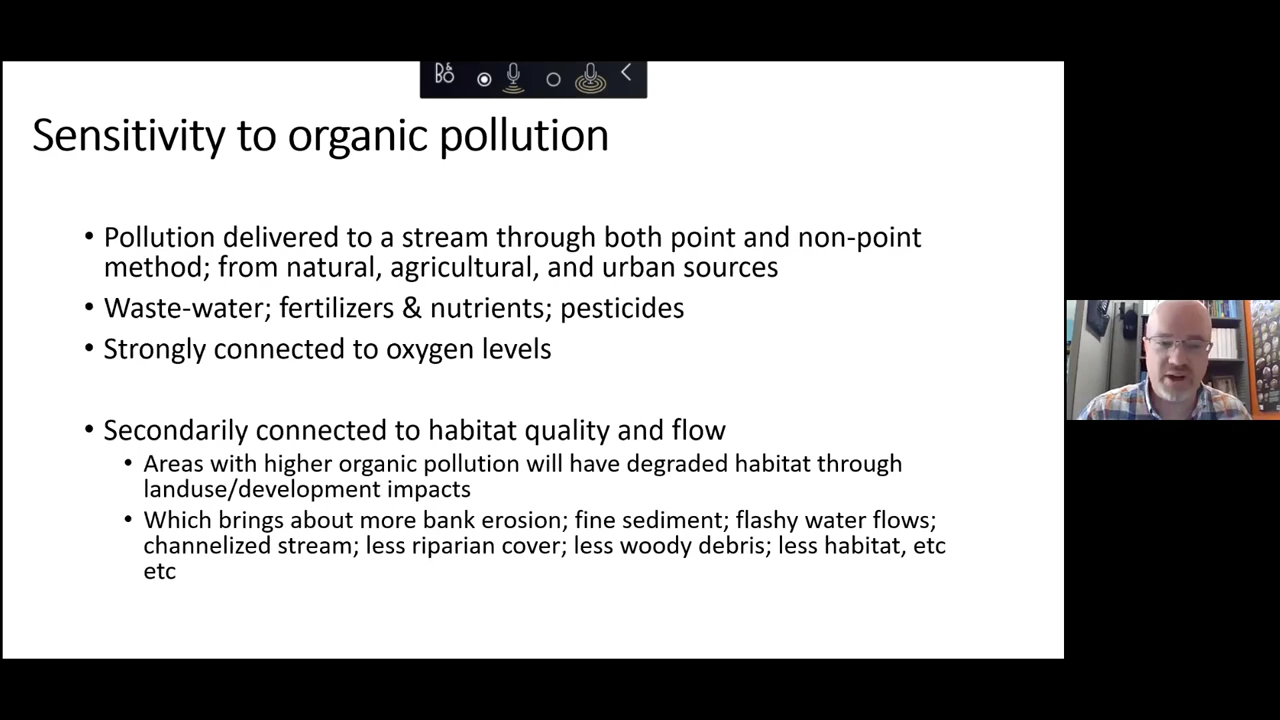 B&O
Sensitivity to organic pollution
• Pollution delivered to a stream through both point and non-point
method; from natural, agricultural, and urban sources
• Waste-water; fertilizers & nutrients; pesticides
• Strongly connected to oxygen levels
• Secondarily connected to habitat quality and flow
• Areas with higher organic pollution will have degraded habitat through
landuse/development impacts
• Which brings about more bank erosion; fine sediment; flashy water flows;
channelized stream; less riparian cover; less woody debris; less habitat, etc
etc